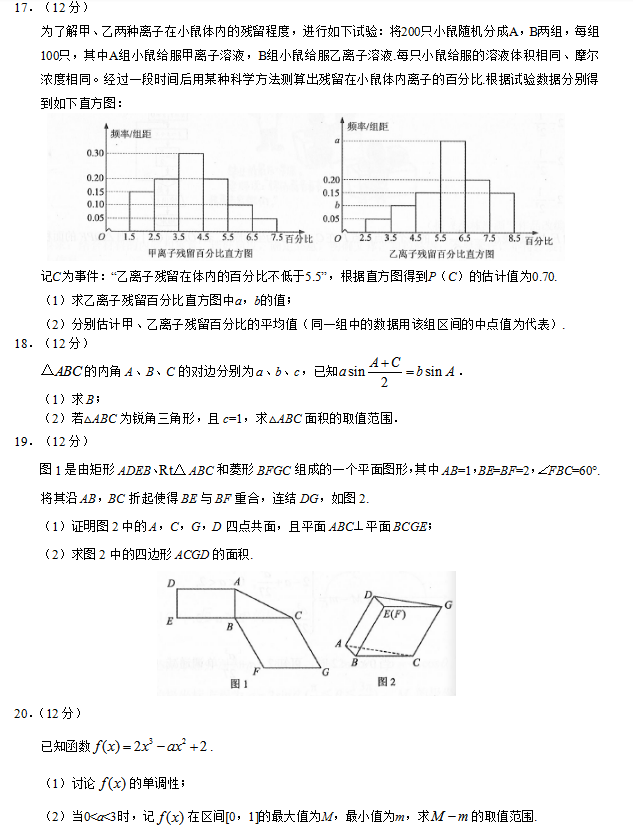 17.（12分）
为了解甲、乙两种离子在小鼠体内的残留程度，进行如下试验：将200只小鼠随机分成A，B两组，每组
100只，其中A组小鼠给服甲离子溶液，B组小鼠给服乙离子溶液.每只小鼠给服的溶液体积相同、摩尔
浓度相同。经过一段时间后用某种科学方法测算出残留在小鼠体内离子的百分比.根据试验数据分别得
到如下直方图：
频率/组距
0.30
0.20
0.15
0.10
0.05
O 1.5 2.5 3.5 4.5 5.5 6.5 7.5 百分比
甲离子残留百分比直方图
频率/组距
a
0.20
0.15
b
0.05
O 2.5 3.5 4.5 5.5 6.5 7.5 8.5 百分比
乙离子残留百分比直方图
记C为事件：“乙离子残留在体内的百分比不低于5.5”，根据直方图得到P（C）的估计值为0.70.
（1）求乙离子残留百分比直方图中a，b的值；
（2）分别估计甲、乙离子残留百分比的平均值（同一组中的数据用该组区间的中点值为代表）.
18.（12分）
△ABC的内角A、B、C的对边分别为a、b、c，已知a sin (A+C)/2 = b sin A.
（1）求B；
（2）若△ABC为锐角三角形，且c=1，求△ABC面积的取值范围.
19.（12分）
图1是由矩形ADEB、Rt△ABC和菱形BFGC组成的一个平面图形，其中AB=1，BE=BF=2，∠FBC=60°.
将其沿AB，BC折起使得BE与BF重合，连结DG，如图2.
（1）证明图2中的A，C，G，D四点共面，且平面ABC⊥平面BCGE；
（2）求图2中的四边形ACGD的面积.
D A
E B C
F G
图1
D
E(F) G
A
B C
图2
20.（12分）
已知函数f(x)=2x³-ax²+2.
（1）讨论f(x)的单调性；
（2）当0<a<3时，记f(x)在区间[0，1]的最大值为M，最小值为m，求M-m的取值范围.